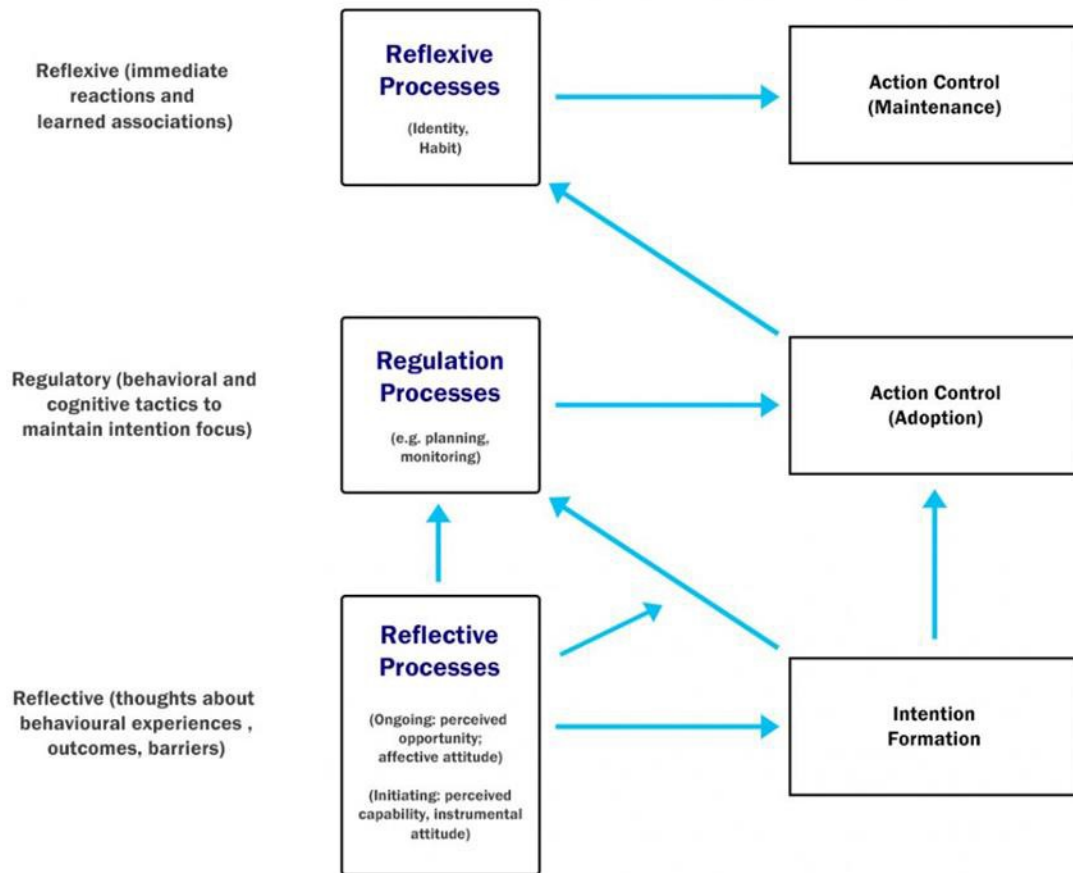 Reflexive (immediate
reactions and
learned associations)
Reflexive
Processes
(Identity,
Habit)
Action Control
(Maintenance)
Regulatory (behavioral and
cognitive tactics to
maintain intention focus)
Regulation
Processes
(e.g. planning,
monitoring)
Action Control
(Adoption)
Reflective (thoughts about
behavioural experiences ,
outcomes, barriers)
Reflective
Processes
(Ongoing: perceived
opportunity;
affective attitude)
(Initiating: perceived
capability, instrumental
attitude)
Intention
Formation